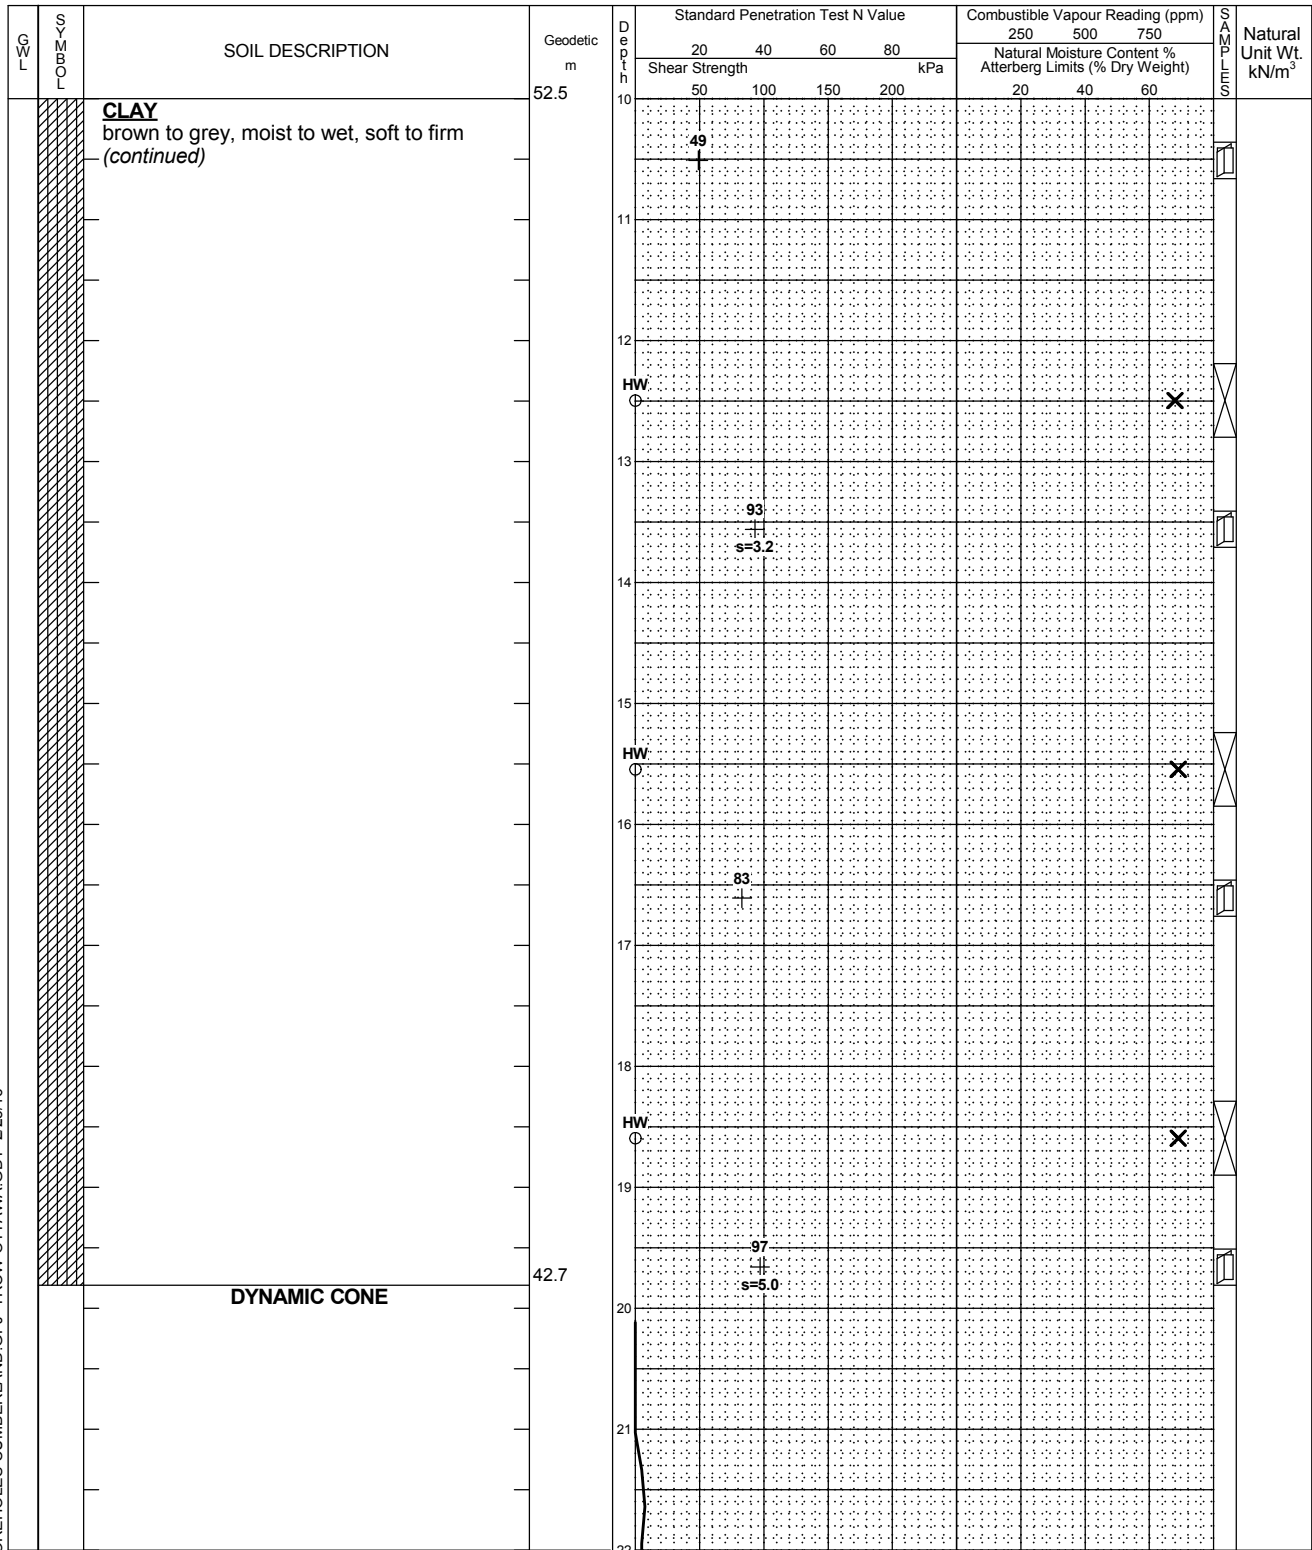 GWL
SYMBOL
SOIL DESCRIPTION
Geodetic
m
Depth
Standard Penetration Test N Value
20 40 60 80
Shear Strength kPa
50 100 150 200
Combustible Vapour Reading (ppm)
250 500 750
Natural Moisture Content %
Atterberg Limits (% Dry Weight)
20 40 60
SAMPLES
Natural
Unit Wt.
kN/m³
52.5
10
CLAY
brown to grey, moist to wet, soft to firm
(continued)
49
11
12
HW
13
93
s=3.2
14
15
HW
16
83
17
18
HW
19
97
s=5.0
42.7
DYNAMIC CONE
20
21
22